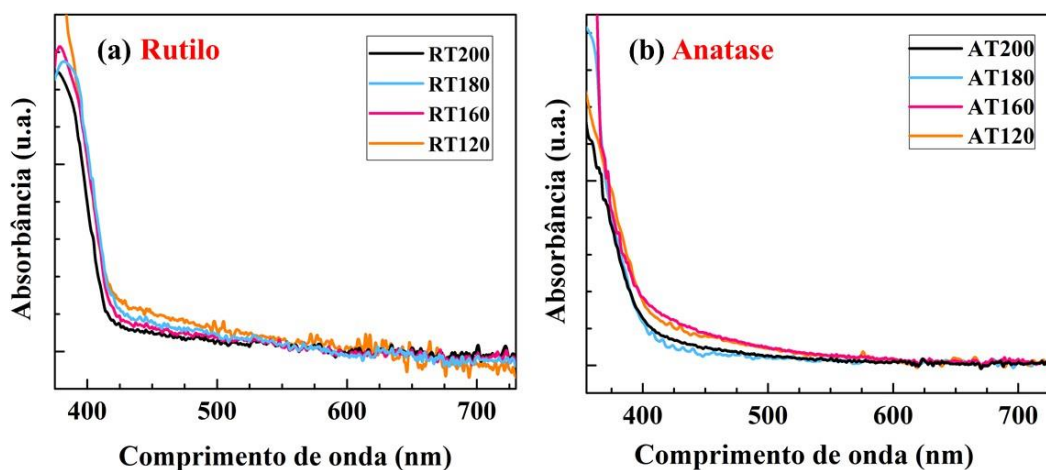 (a) Rutilo
RT200
RT180
RT160
RT120
Absorbância (u.a.)
400 500 600 700
Comprimento de onda (nm)
(b) Anatase
AT200
AT180
AT160
AT120
Absorbância (u.a.)
400 500 600 700
Comprimento de onda (nm)